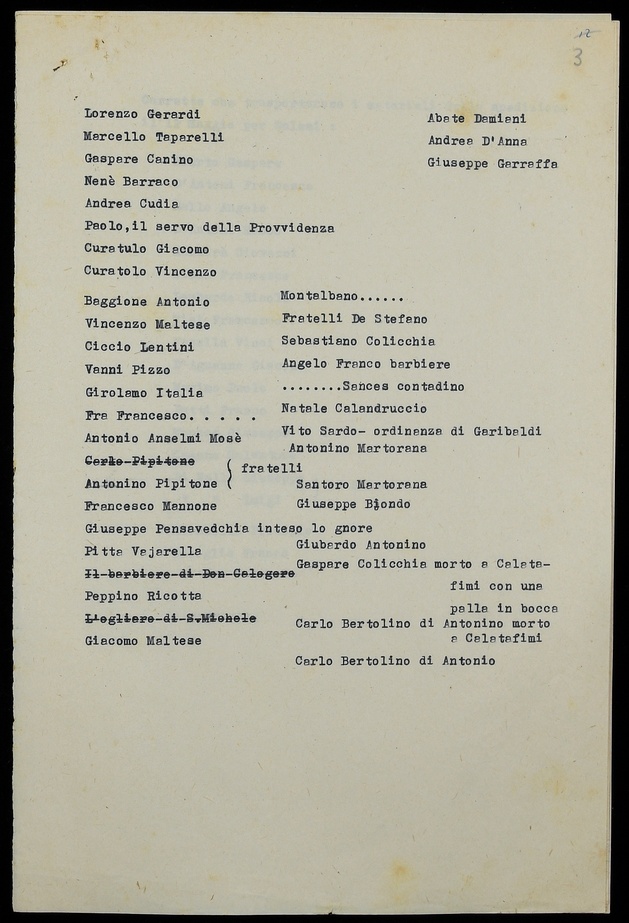 3
Lorenzo Gerardi
Marcello Taparelli
Gaspare Canino
Nenè Barraco
Andrea Cudia
Paolo,il servo della Provvidenza
Curatulo Giacomo
Curatolo Vincenzo
Baggione Antonio
Vincenzo Maltese
Ciccio Lentini
Vanni Pizzo
Girolamo Italia
Fra Francesco. . . . . .
Antonio Anselmi Mosè
Carlo Pipitone
Antonino Pipitone ( fratelli
Francesco Mannone
Giuseppe Pensavedchia inteso lo gnore
Pitta Vajarella
Il barbiere di Don Calogero
Peppino Ricotta
L'ogliaro di S.Michele
Giacomo Maltese
Montalbano......
Fratelli De Stefano
Sebastiano Colicchia
Angelo Franco barbiere
........Sances contadino
Natale Calandruccio
Vito Sardo- ordinanza di Garibaldi
Antonino Martorana
Santoro Martorana
Giuseppe Biondo
Giubardo Antonino
Gaspare Colicchia morto a Calata-
fimi con una
palla in bocca
Carlo Bertolino di Antonino morto
a Calatafimi
Carlo Bertolino di Antonio
Abate Damiani
Andrea D'Anna
Giuseppe Garraffa